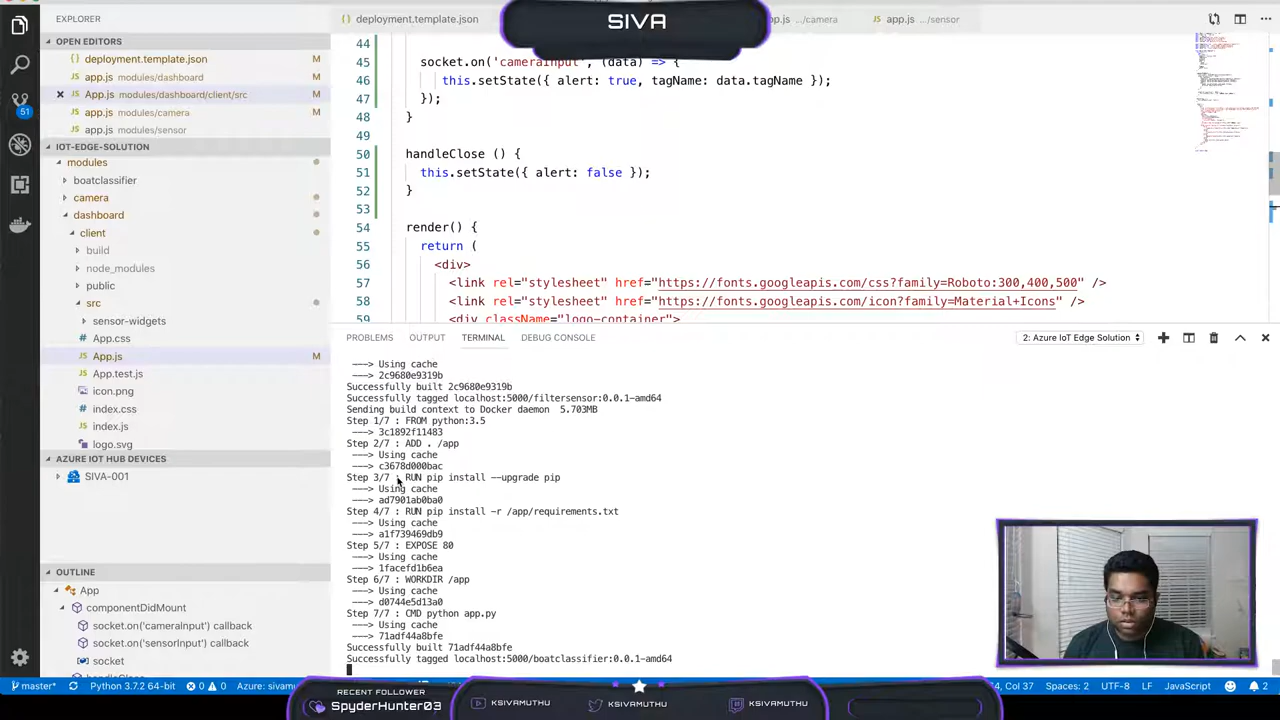 SIVA
EXPLORER
OPEN EDITORS
deployment.template.json M
app.js modules/dashboard M
App.js modules/dashboard/client/src M
app.js modules/camera M
app.js modules/sensor
IOT-EDGE-SOLUTION
modules
boatclassifier
camera
dashboard
client
build
node_modules
public
src
sensor-widgets
App.css
App.js M
App.test.js
icon.png
index.css
index.js
logo.svg
AZURE IOT HUB DEVICES
SIVA-001
OUTLINE
App
componentDidMount
socket.on('cameraInput') callback
socket.on('sensorInput') callback
socket
51
deployment.template.json
.../camera
app.js .../sensor
44
45 socket.on('cameraInput', (data) => {
46 this.setState({ alert: true, tagName: data.tagName });
47 });
48 }
49
50 handleClose () {
51 this.setState({ alert: false });
52 }
53
54 render() {
55 return (
56 <div>
57 <link rel="stylesheet" href="https://fonts.googleapis.com/css?family=Roboto:300,400,500" />
58 <link rel="stylesheet" href="https://fonts.googleapis.com/icon?family=Material+Icons" />
59 <div className="logo-container">
PROBLEMS OUTPUT TERMINAL DEBUG CONSOLE
2: Azure IoT Edge Solution
---> Using cache
---> 2c9680e9319b
Successfully built 2c9680e9319b
Successfully tagged localhost:5000/filtersensor:0.0.1-amd64
Sending build context to Docker daemon 5.703MB
Step 1/7 : FROM python:3.5
---> 3c1892f11483
Step 2/7 : ADD . /app
---> Using cache
---> c3678d000bac
Step 3/7 : RUN pip install --upgrade pip
---> Using cache
---> ad7901ab0ba0
Step 4/7 : RUN pip install -r /app/requirements.txt
---> Using cache
---> a1f739469db9
Step 5/7 : EXPOSE 80
---> Using cache
---> 1facefd1b6ea
Step 6/7 : WORKDIR /app
---> Using cache
---> d0744e5d13a0
Step 7/7 : CMD python app.py
---> Using cache
---> 71adf44a8bfe
Successfully built 71adf44a8bfe
Successfully tagged localhost:5000/boatclassifier:0.0.1-amd64
master* Python 3.7.2 64-bit 0 0 Azure: sivamu
Col 37 Spaces: 2 UTF-8 LF JavaScript 2
RECENT FOLLOWER
SpyderHunter03
KSIVAMUTHU KSIVAMUTHU KSIVAMUTHU